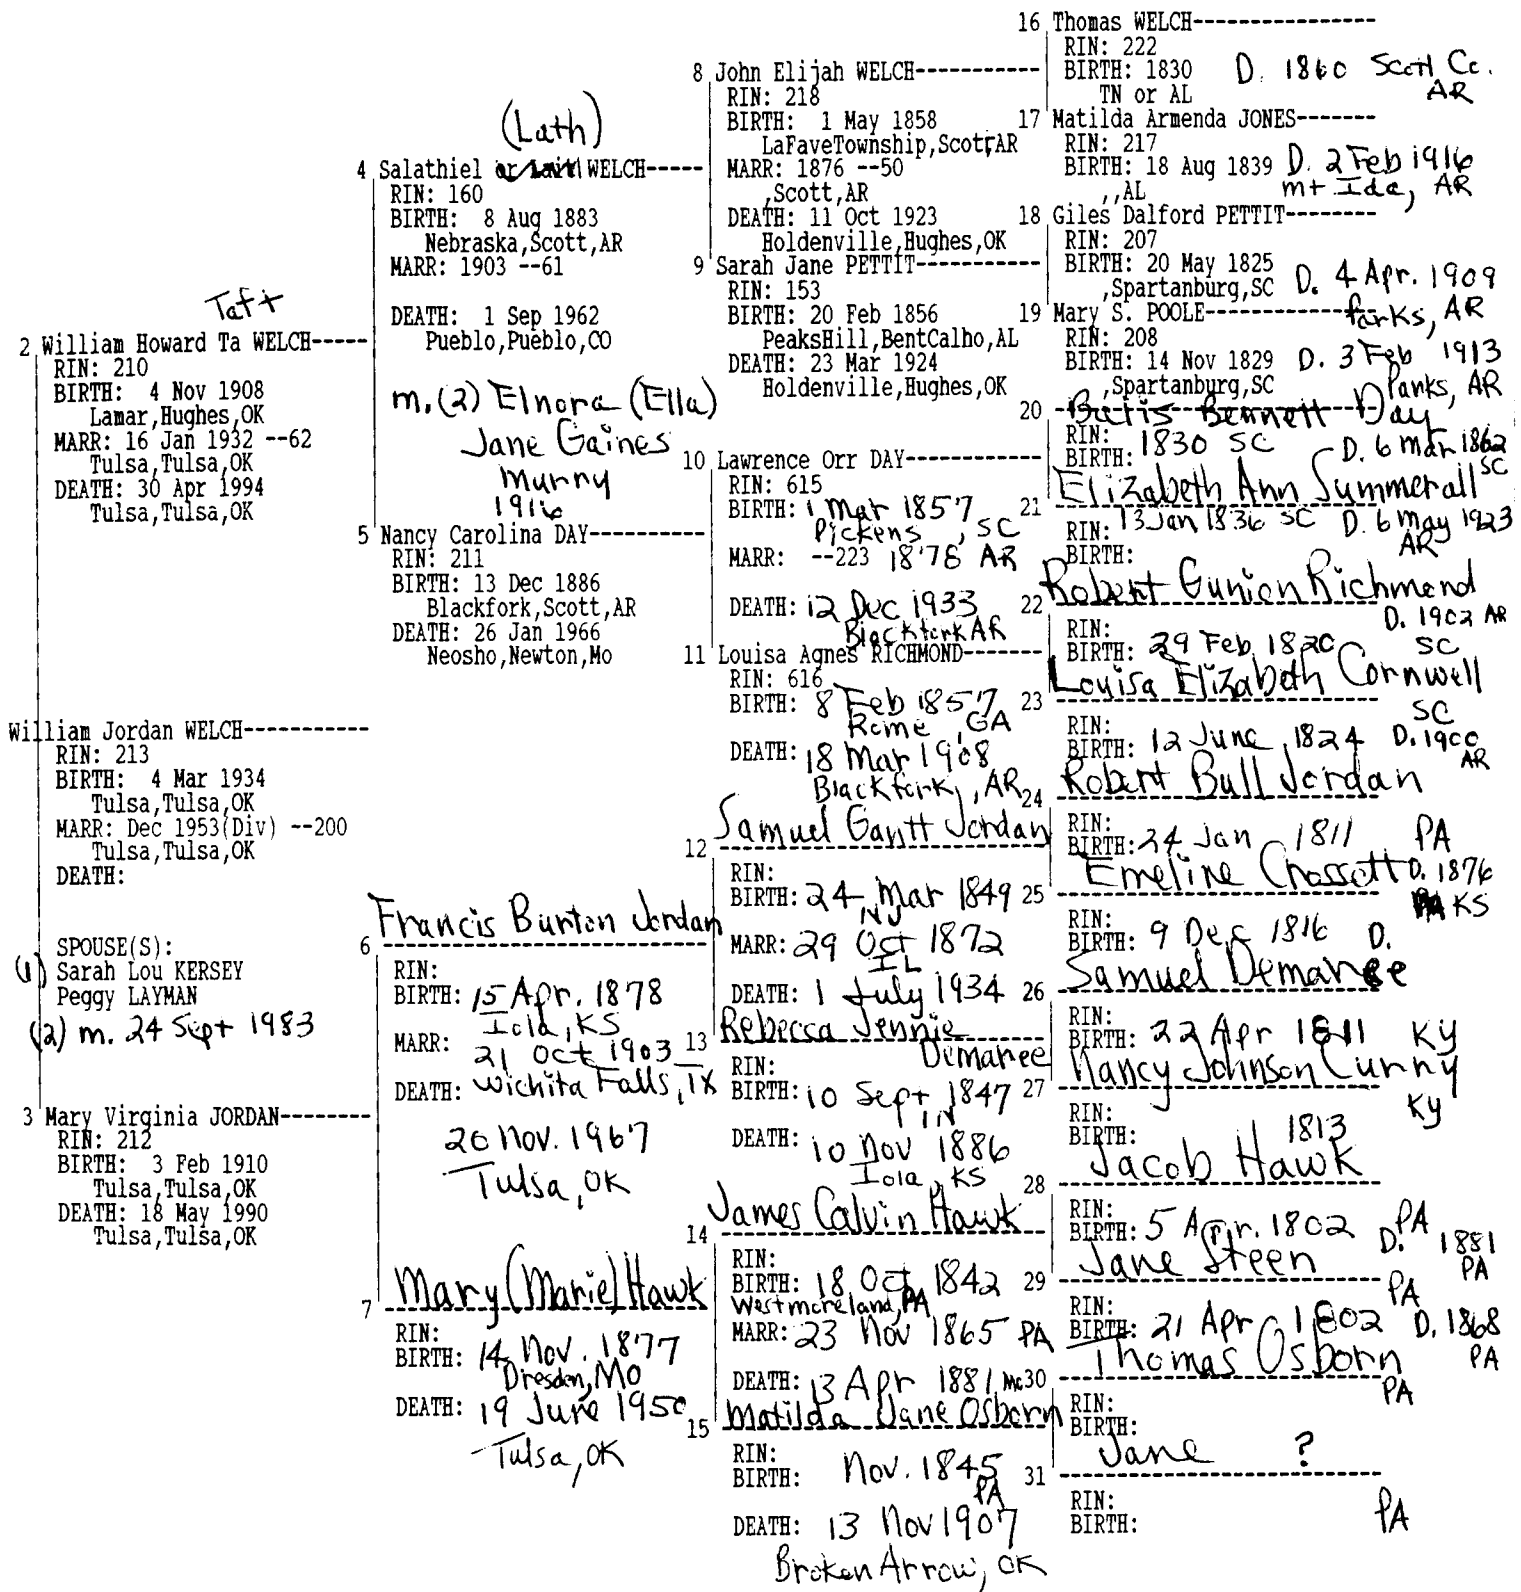 William Jordan WELCH-----------
RIN: 213
BIRTH: 4 Mar 1934
Tulsa,Tulsa,OK
MARR: Dec 1953(Div) --200
Tulsa,Tulsa,OK
DEATH:
SPOUSE(S):
(1) Sarah Lou KERSEY
Peggy LAYMAN
(2) m. 24 Sept 1983
Taft
2 William Howard Ta WELCH-----
RIN: 210
BIRTH: 4 Nov 1908
Lamar,Hughes,OK
MARR: 16 Jan 1932 --62
Tulsa,Tulsa,OK
DEATH: 30 Apr 1994
Tulsa,Tulsa,OK
3 Mary Virginia JORDAN--------
RIN: 212
BIRTH: 3 Feb 1910
Tulsa,Tulsa,OK
DEATH: 18 May 1990
Tulsa,Tulsa,OK
(Lath)
4 Salathiel or WELCH-----
RIN: 160
BIRTH: 8 Aug 1883
Nebraska,Scott,AR
MARR: 1903 --61
DEATH: 1 Sep 1962
Pueblo,Pueblo,CO
m. (2) Elnora (Ella)
Jane Gaines
Murry
1916
5 Nancy Carolina DAY----------
RIN: 211
BIRTH: 13 Dec 1886
Blackfork,Scott,AR
DEATH: 26 Jan 1966
Neosho,Newton,Mo
Francis Burton Jordan
6
RIN:
BIRTH: 15 Apr. 1878
Iola, KS
MARR: 21 Oct 1903
Wichita Falls, TX
DEATH:
20 Nov. 1967
Tulsa, OK
Mary (Marie) Hawk
7
RIN:
BIRTH: 14 Nov. 1877
Dresden, MO
DEATH: 19 June 1950
Tulsa, OK
8 John Elijah WELCH-----------
RIN: 218
BIRTH: 1 May 1858
LaFaveTownship,Scott,AR
MARR: 1876 --50
,Scott,AR
DEATH: 11 Oct 1923
Holdenville,Hughes,OK
9 Sarah Jane PETTIT-----------
RIN: 153
BIRTH: 20 Feb 1856
PeaksHill,BentCalho,AL
DEATH: 23 Mar 1924
Holdenville,Hughes,OK
10 Lawrence Orr DAY------------
RIN: 615
BIRTH: 1 Mar 1857
Pickens, SC
MARR: --223 1878 AR
DEATH: 12 Dec 1933
Blackfork AR
11 Louisa Agnes RICHMOND-------
RIN: 616
BIRTH: 8 Feb 1857
Rome, GA
DEATH: 18 Mar 1908
Blackfork, AR
Samuel Gantt Jordan
12
RIN:
BIRTH: 24 Mar 1849
NJ
MARR: 29 Oct 1872
IL
DEATH: 1 July 1934
Rebecca Jennie
13 Demaree
RIN:
BIRTH: 10 Sept 1847
IN
DEATH: 10 Nov 1886
Iola, KS
James Calvin Hawk
14
RIN:
BIRTH: 18 Oct 1842
Westmoreland, PA
MARR: 23 Nov 1865 PA
DEATH: 13 Apr 1881 Mo
Matilda Jane Osborn
15
RIN:
BIRTH: Nov. 1845
PA
DEATH: 13 Nov 1907
Broken Arrow, OK
16 Thomas WELCH----------------
RIN: 222
BIRTH: 1830 D. 1860 Scott Co.
TN or AL AR
17 Matilda Armenda JONES-------
RIN: 217
BIRTH: 18 Aug 1839 D. 2 Feb 1916
,,AL mt Ida, AR
18 Giles Dalford PETTIT--------
RIN: 207
BIRTH: 20 May 1825
,Spartanburg,SC D. 4 Apr. 1909
19 Mary S. POOLE---------------Parks, AR
RIN: 208
BIRTH: 14 Nov 1829 D. 3 Feb 1913
,Spartanburg,SC Parks, AR
20 Bennett Day
RIN:
BIRTH: 1830 SC D. 6 Mar 1862
SC
Elizabeth Ann Summerall
21
RIN: 13 Jan 1836 SC D. 6 May 1923
BIRTH: AR
Robert Gunion Richmond
22 D. 1902 AR
RIN:
BIRTH: 29 Feb 1820 SC
Louisa Elizabeth Cornwell
23
RIN: SC
BIRTH: 12 June 1824 D. 1900
AR
Robert Bull Jordan
24
RIN:
BIRTH: 24 Jan 1811 PA
Emeline Chassett D. 1876
25 KS
RIN:
BIRTH: 9 Dec 1816 D.
Samuel Demaree
26
RIN:
BIRTH: 22 Apr 1811 KY
Nancy Johnson Curry
27
RIN: KY
BIRTH: 1813
Jacob Hawk
28
RIN:
BIRTH: 5 Apr. 1802 PA
D. 1881
PA
Jane Steen
29 PA
RIN:
BIRTH: 21 Apr 1802 D. 1868
PA
Thomas Osborn
30 PA
RIN:
BIRTH:
Jane ?
31
RIN:
BIRTH: PA